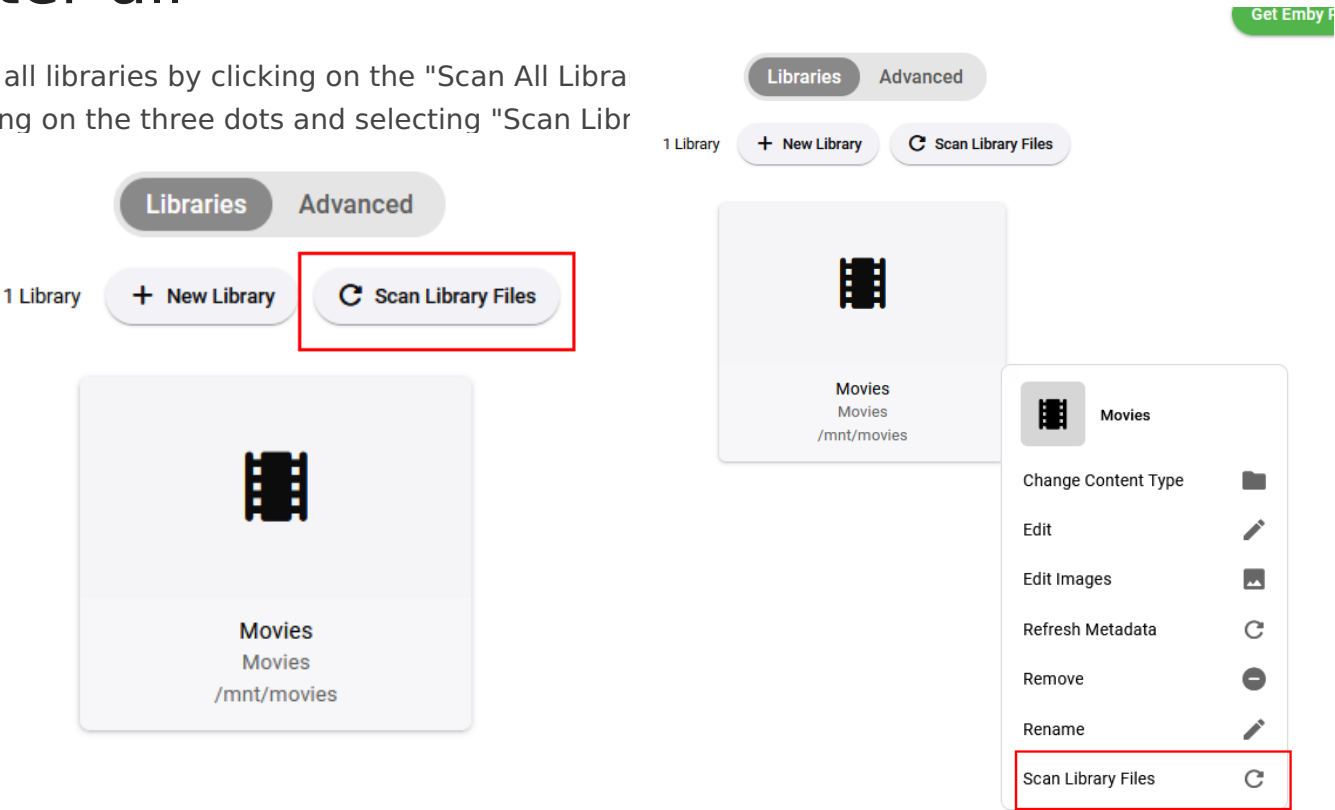 all libraries by clicking on the "Scan All
on the three dots and selecting "Scan
Libraries Advanced
1 Library + New Library Scan Library Files
Movies
Movies
/mnt/movies
Get Emby
Libraries Advanced
1 Library + New Library Scan Library Files
Movies
Movies
/mnt/movies
Movies
Change Content Type
Edit
Edit Images
Refresh Metadata
Remove
Rename
Scan Library Files